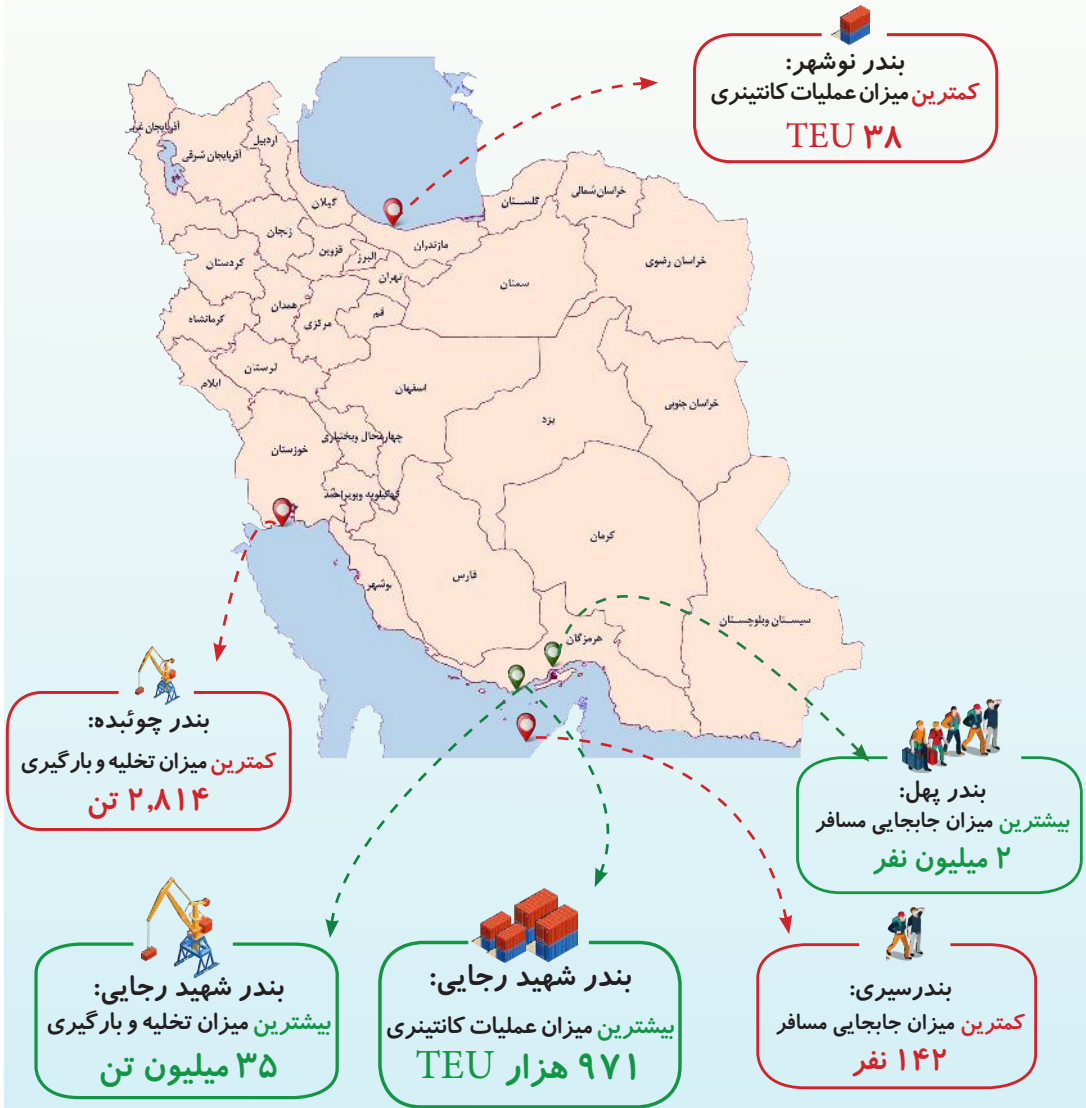 بندر نوشهر:
کمترین میزان عملیات کانتینری
۳۸ TEU
آذربایجان غربی
آذربایجان شرقی
اردبیل
گیلان
زنجان
کردستان
قزوین
البرز
مازندران
تهران
گلستان
خراسان شمالی
خراسان رضوی
سمنان
همدان
کرمانشاه
مرکزی
قم
لرستان
ایلام
اصفهان
یزد
خراسان جنوبی
چهارمحال وبختیاری
خوزستان
کهگیلویه وبویراحمد
کرمان
فارس
بوشهر
هرمزگان
سیستان وبلوچستان
بندر چوئبده:
کمترین میزان تخلیه و بارگیری
۲,۸۱۴ تن
بندر پهل:
بیشترین میزان جابجایی مسافر
۲ میلیون نفر
بندر شهید رجایی:
بیشترین میزان تخلیه و بارگیری
۳۵ میلیون تن
بندر شهید رجایی:
بیشترین میزان عملیات کانتینری
۹۷۱ هزار TEU
بندرسیری:
کمترین میزان جابجایی مسافر
۱۴۲ نفر